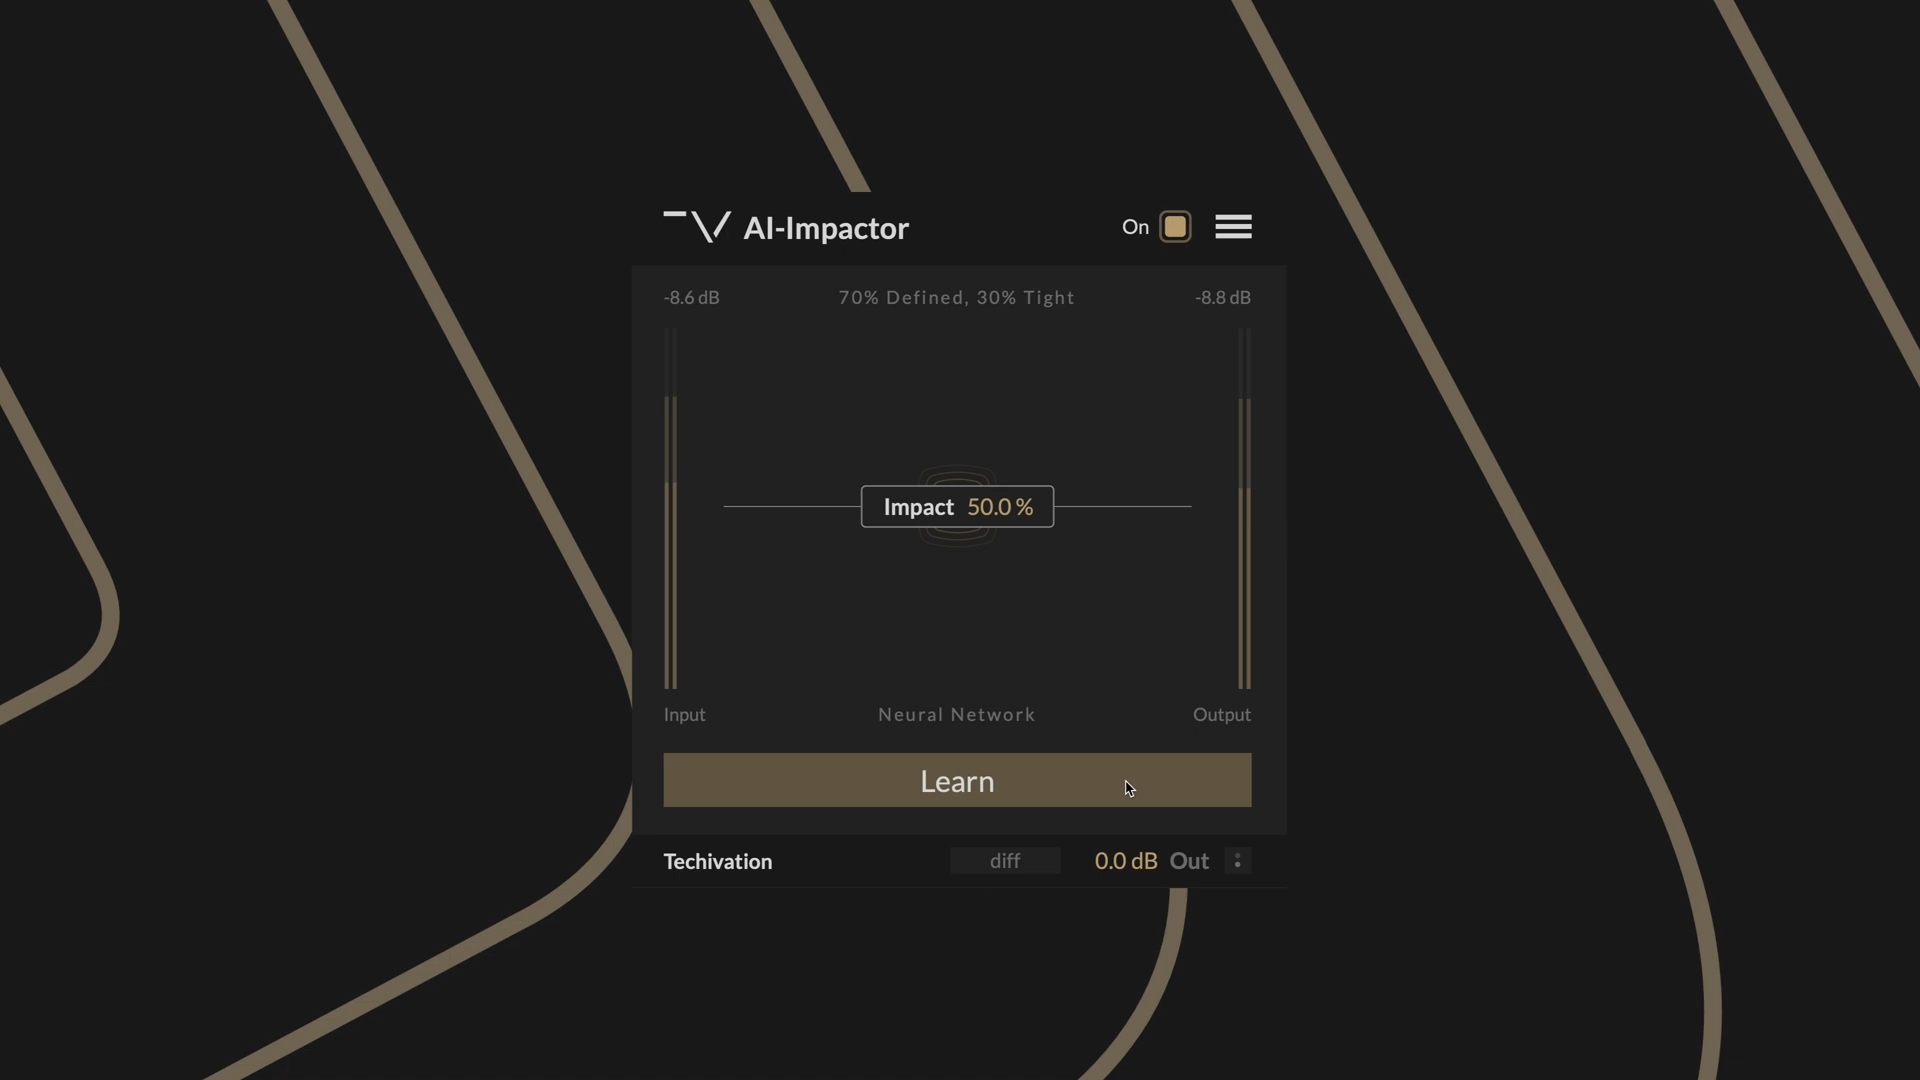 AI-Impactor
On
-8.6 dB
70% Defined, 30% Tight
-8.8 dB
Impact 50.0 %
Input
Neural Network
Output
Learn
Techivation
diff
0.0 dB Out